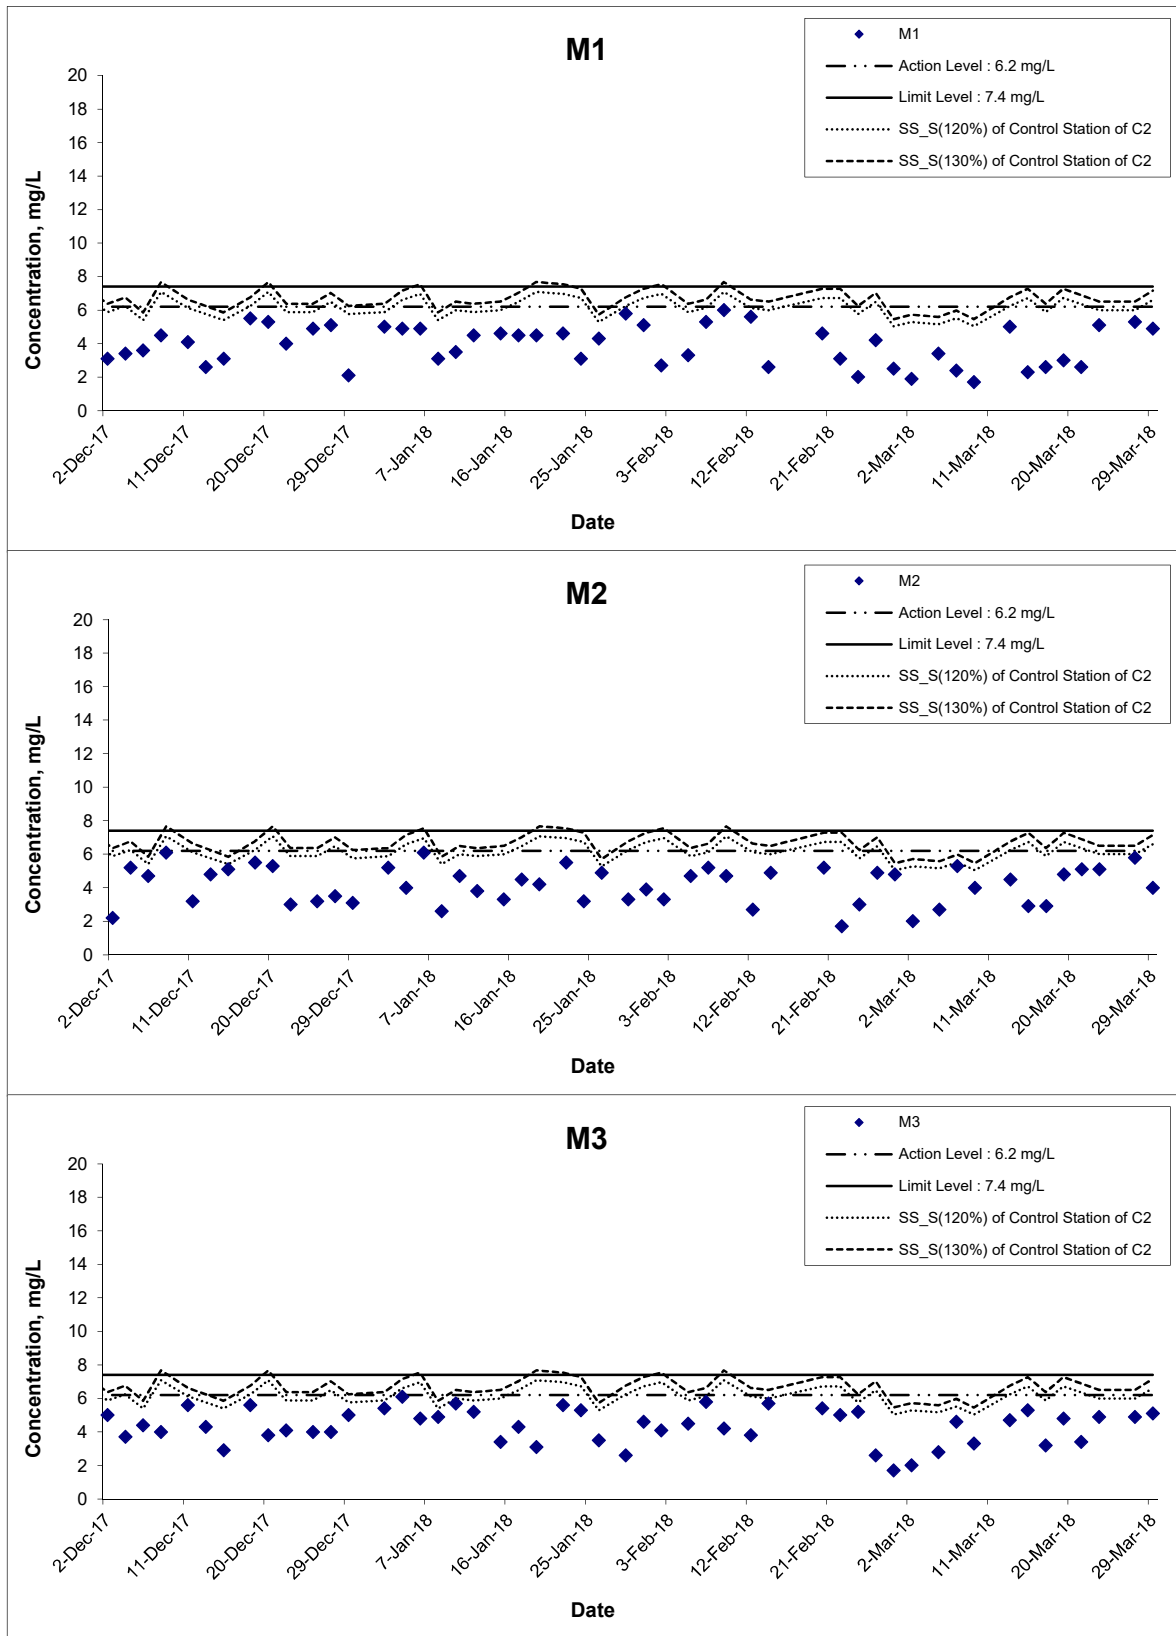 M1
M1
Action Level : 6.2 mg/L
Limit Level : 7.4 mg/L
SS_S(120%) of Control Station of C2
SS_S(130%) of Control Station of C2
Concentration, mg/L
20
18
16
14
12
10
8
6
4
2
0
2-Dec-17
11-Dec-17
20-Dec-17
29-Dec-17
7-Jan-18
16-Jan-18
25-Jan-18
3-Feb-18
12-Feb-18
21-Feb-18
2-Mar-18
11-Mar-18
20-Mar-18
29-Mar-18
Date
M2
M2
Action Level : 6.2 mg/L
Limit Level : 7.4 mg/L
SS_S(120%) of Control Station of C2
SS_S(130%) of Control Station of C2
Concentration, mg/L
20
18
16
14
12
10
8
6
4
2
0
2-Dec-17
11-Dec-17
20-Dec-17
29-Dec-17
7-Jan-18
16-Jan-18
25-Jan-18
3-Feb-18
12-Feb-18
21-Feb-18
2-Mar-18
11-Mar-18
20-Mar-18
29-Mar-18
Date
M3
M3
Action Level : 6.2 mg/L
Limit Level : 7.4 mg/L
SS_S(120%) of Control Station of C2
SS_S(130%) of Control Station of C2
Concentration, mg/L
20
18
16
14
12
10
8
6
4
2
0
2-Dec-17
11-Dec-17
20-Dec-17
29-Dec-17
7-Jan-18
16-Jan-18
25-Jan-18
3-Feb-18
12-Feb-18
21-Feb-18
2-Mar-18
11-Mar-18
20-Mar-18
29-Mar-18
Date